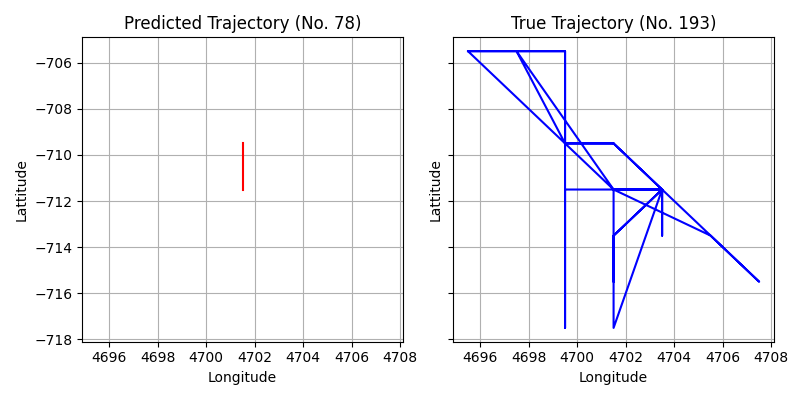 Predicted Trajectory (No. 78)
True Trajectory (No. 193)
−706
−708
−710
−712
−714
−716
−718
4696 4698 4700 4702 4704 4706 4708
4696 4698 4700 4702 4704 4706 4708
Longitude
Longitude
Lattitude
Lattitude